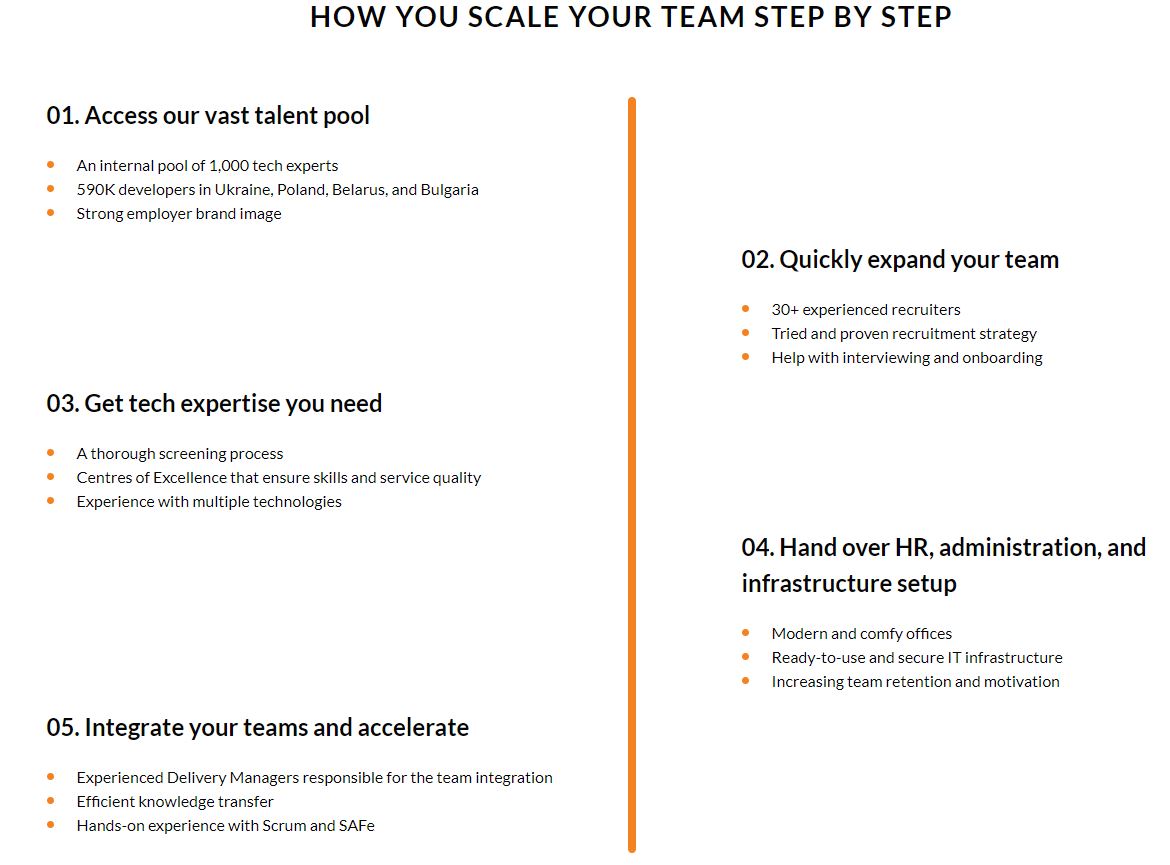 HOW YOU SCALE YOUR TEAM STEP BY STEP
01. Access our vast talent pool
An internal pool of 1,000 tech experts
590K developers in Ukraine, Poland, Belarus, and Bulgaria
Strong employer brand image
02. Quickly expand your team
30+ experienced recruiters
Tried and proven recruitment strategy
Help with interviewing and onboarding
03. Get tech expertise you need
A thorough screening process
Centres of Excellence that ensure skills and service quality
Experience with multiple technologies
04. Hand over HR, administration, and
infrastructure setup
Modern and comfy offices
Ready-to-use and secure IT infrastructure
Increasing team retention and motivation
05. Integrate your teams and accelerate
Experienced Delivery Managers responsible for the team integration
Efficient knowledge transfer
Hands-on experience with Scrum and SAFe